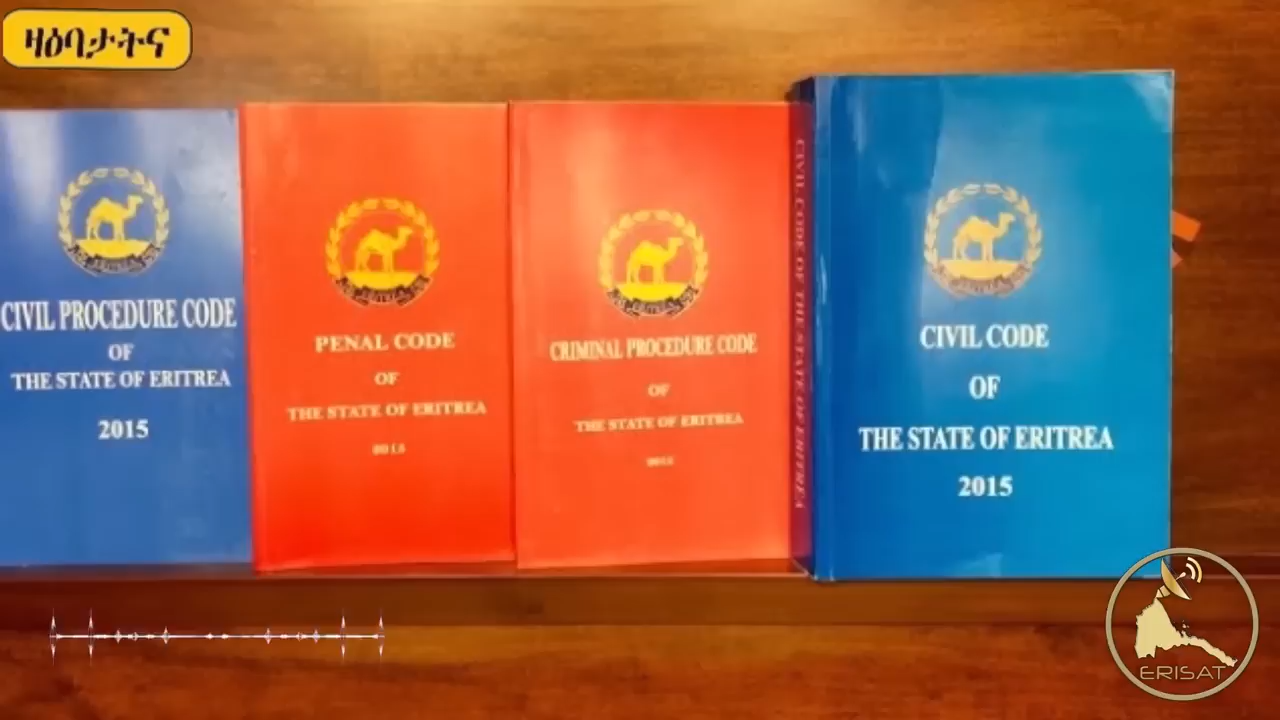 ዛዕባታትና
CIVIL PROCEDURE CODE
OF
THE STATE OF ERITREA
2015
PENAL CODE
OF
THE STATE OF ERITREA
2015
CRIMINAL PROCEDURE CODE
OF
THE STATE OF ERITREA
2015
CIVIL CODE OF THE STATE OF ERITREA
CIVIL CODE
OF
THE STATE OF ERITREA
2015
ERISAT